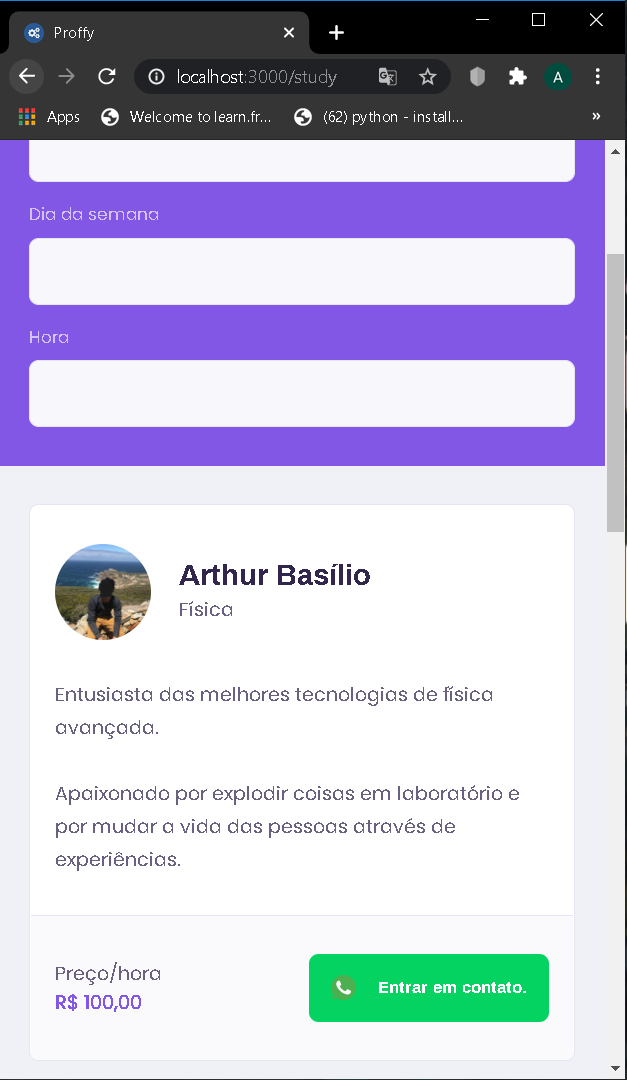 Proffy
localhost:3000/study
A
Apps
Welcome to learn.fr...
(62) python - install...
»
Dia da semana
Hora
Arthur Basílio
Física
Entusiasta das melhores tecnologias de física
avançada.
Apaixonado por explodir coisas em laboratório e
por mudar a vida das pessoas através de
experiências.
Preço/hora
R$ 100,00
Entrar em contato.